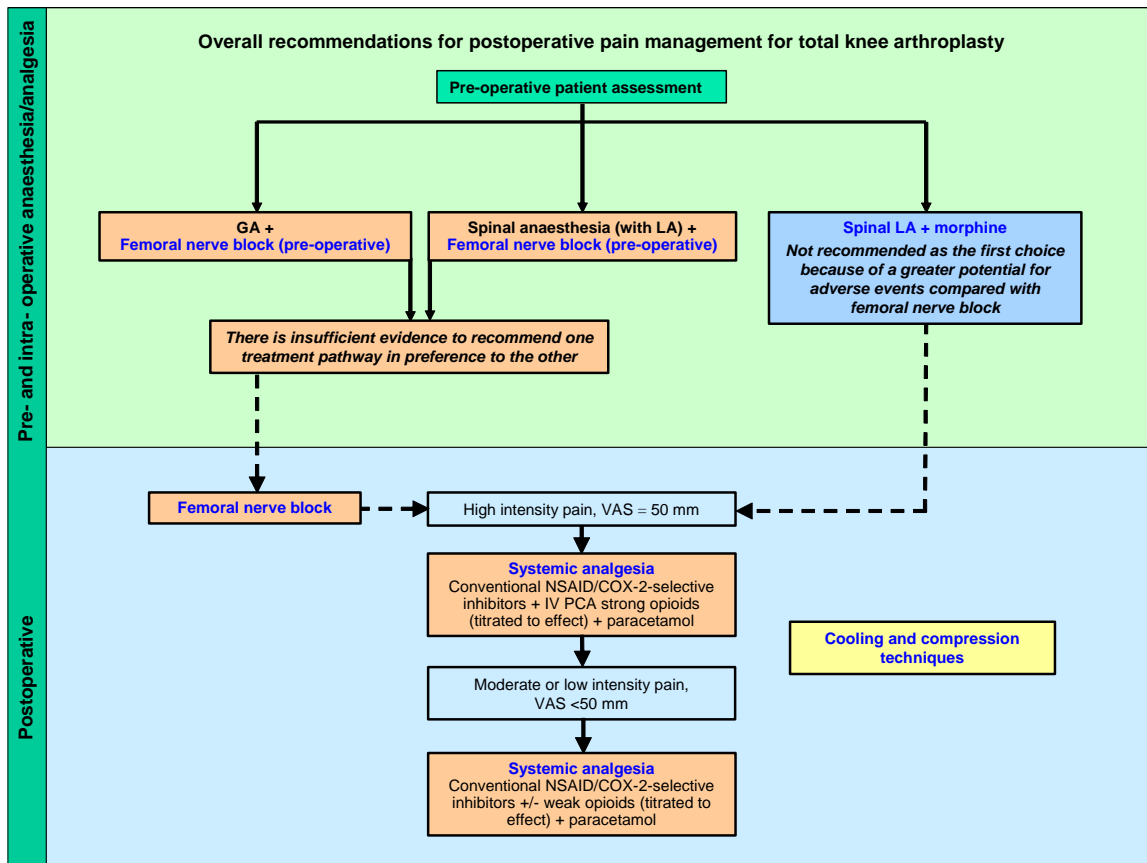 Pre- and intra- operative anaesthesia/analgesia
Overall recommendations for postoperative pain management for total knee arthroplasty
Pre-operative patient assessment
GA +
Femoral nerve block (pre-operative)
Spinal anaesthesia (with LA) +
Femoral nerve block (pre-operative)
Spinal LA + morphine
Not recommended as the first choice
because of a greater potential for
adverse events compared with
femoral nerve block
There is insufficient evidence to recommend one
treatment pathway in preference to the other
Postoperative
Femoral nerve block
High intensity pain, VAS = 50 mm
Systemic analgesia
Conventional NSAID/COX-2-selective
inhibitors + IV PCA strong opioids
(titrated to effect) + paracetamol
Cooling and compression
techniques
Moderate or low intensity pain,
VAS <50 mm
Systemic analgesia
Conventional NSAID/COX-2-selective
inhibitors +/- weak opioids (titrated to
effect) + paracetamol